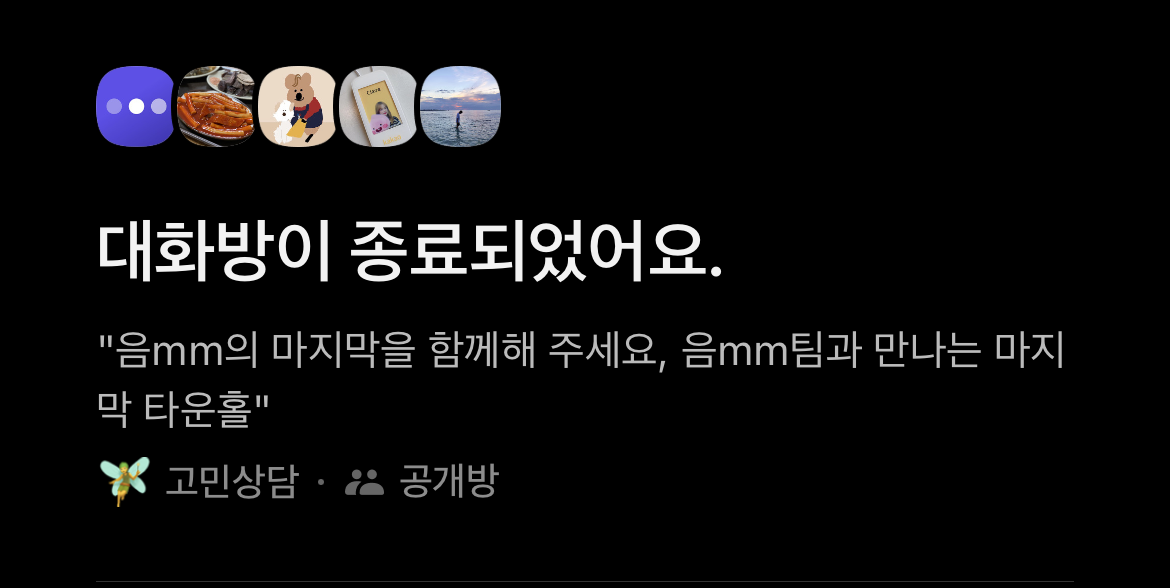 대화방이 종료되었어요.
"음mm의 마지막을 함께해 주세요, 음mm팀과 만나는 마지
막 타운홀"
고민상담 · 공개방